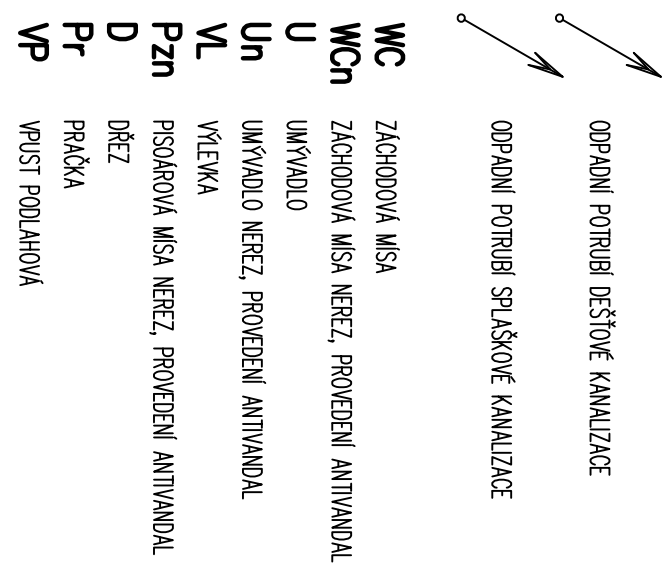 ODPADNÍ POTRUBÍ DEŠŤOVÉ KANALIZACE
ODPADNÍ POTRUBÍ SPLAŠKOVÉ KANALIZACE
WC ZÁCHODOVÁ MÍSA
WCn ZÁCHODOVÁ MÍSA NEREZ, PROVEDENÍ ANTIVANDAL
U UMÝVADLO
Un UMÝVADLO NEREZ, PROVEDENÍ ANTIVANDAL
VL VÝLEVKA
Pzn PISOÁROVÁ MÍSA NEREZ, PROVEDENÍ ANTIVANDAL
D DŘEZ
Pr PRAČKA
VP VPUST PODLAHOVÁ